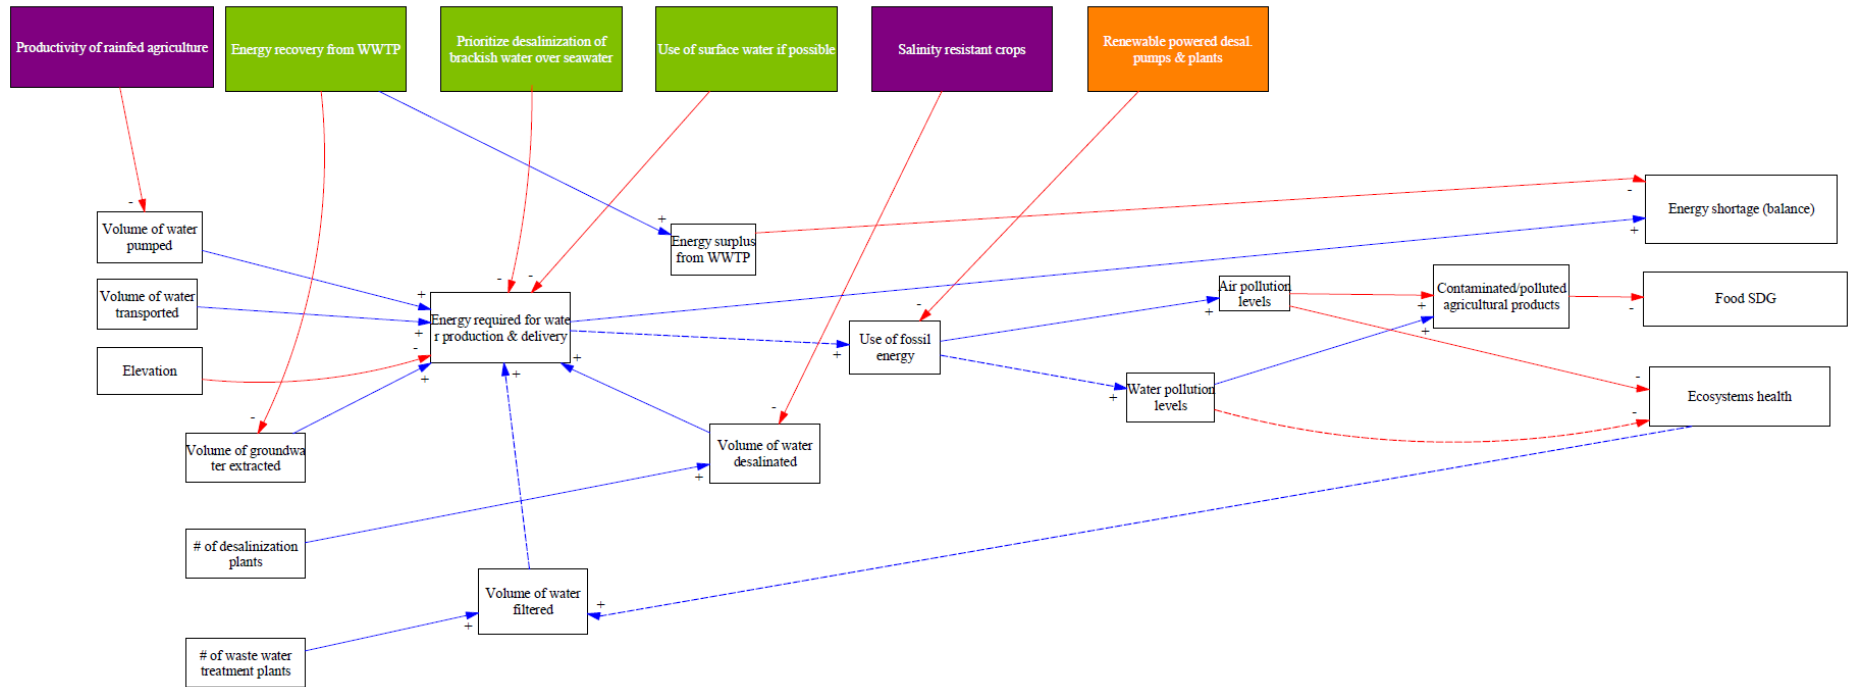 Productivity of rainfed agriculture
Energy recovery from WWTP
Prioritize desalinization of
brackish water over seawater
Use of surface water if possible
Salinity resistant crops
Renewable powered desal.
pumps & plants
-
Volume of water
pumped
+
Energy surplus
from WWTP
-
Energy shortage (balance)
+
Volume of water
transported
-
-
+
+
-
Energy required for wate
r production & delivery
+
+
+
-
Use of fossil
energy
+
Air pollution
levels
+
Contaminated/polluted
agricultural products
+
+
Food SDG
-
Elevation
Water pollution
levels
+
Ecosystems health
-
-
-
Volume of groundwa
ter extracted
-
Volume of water
desalinated
+
# of desalinization
plants
Volume of water
filtered
+
+
# of waste water
treatment plants